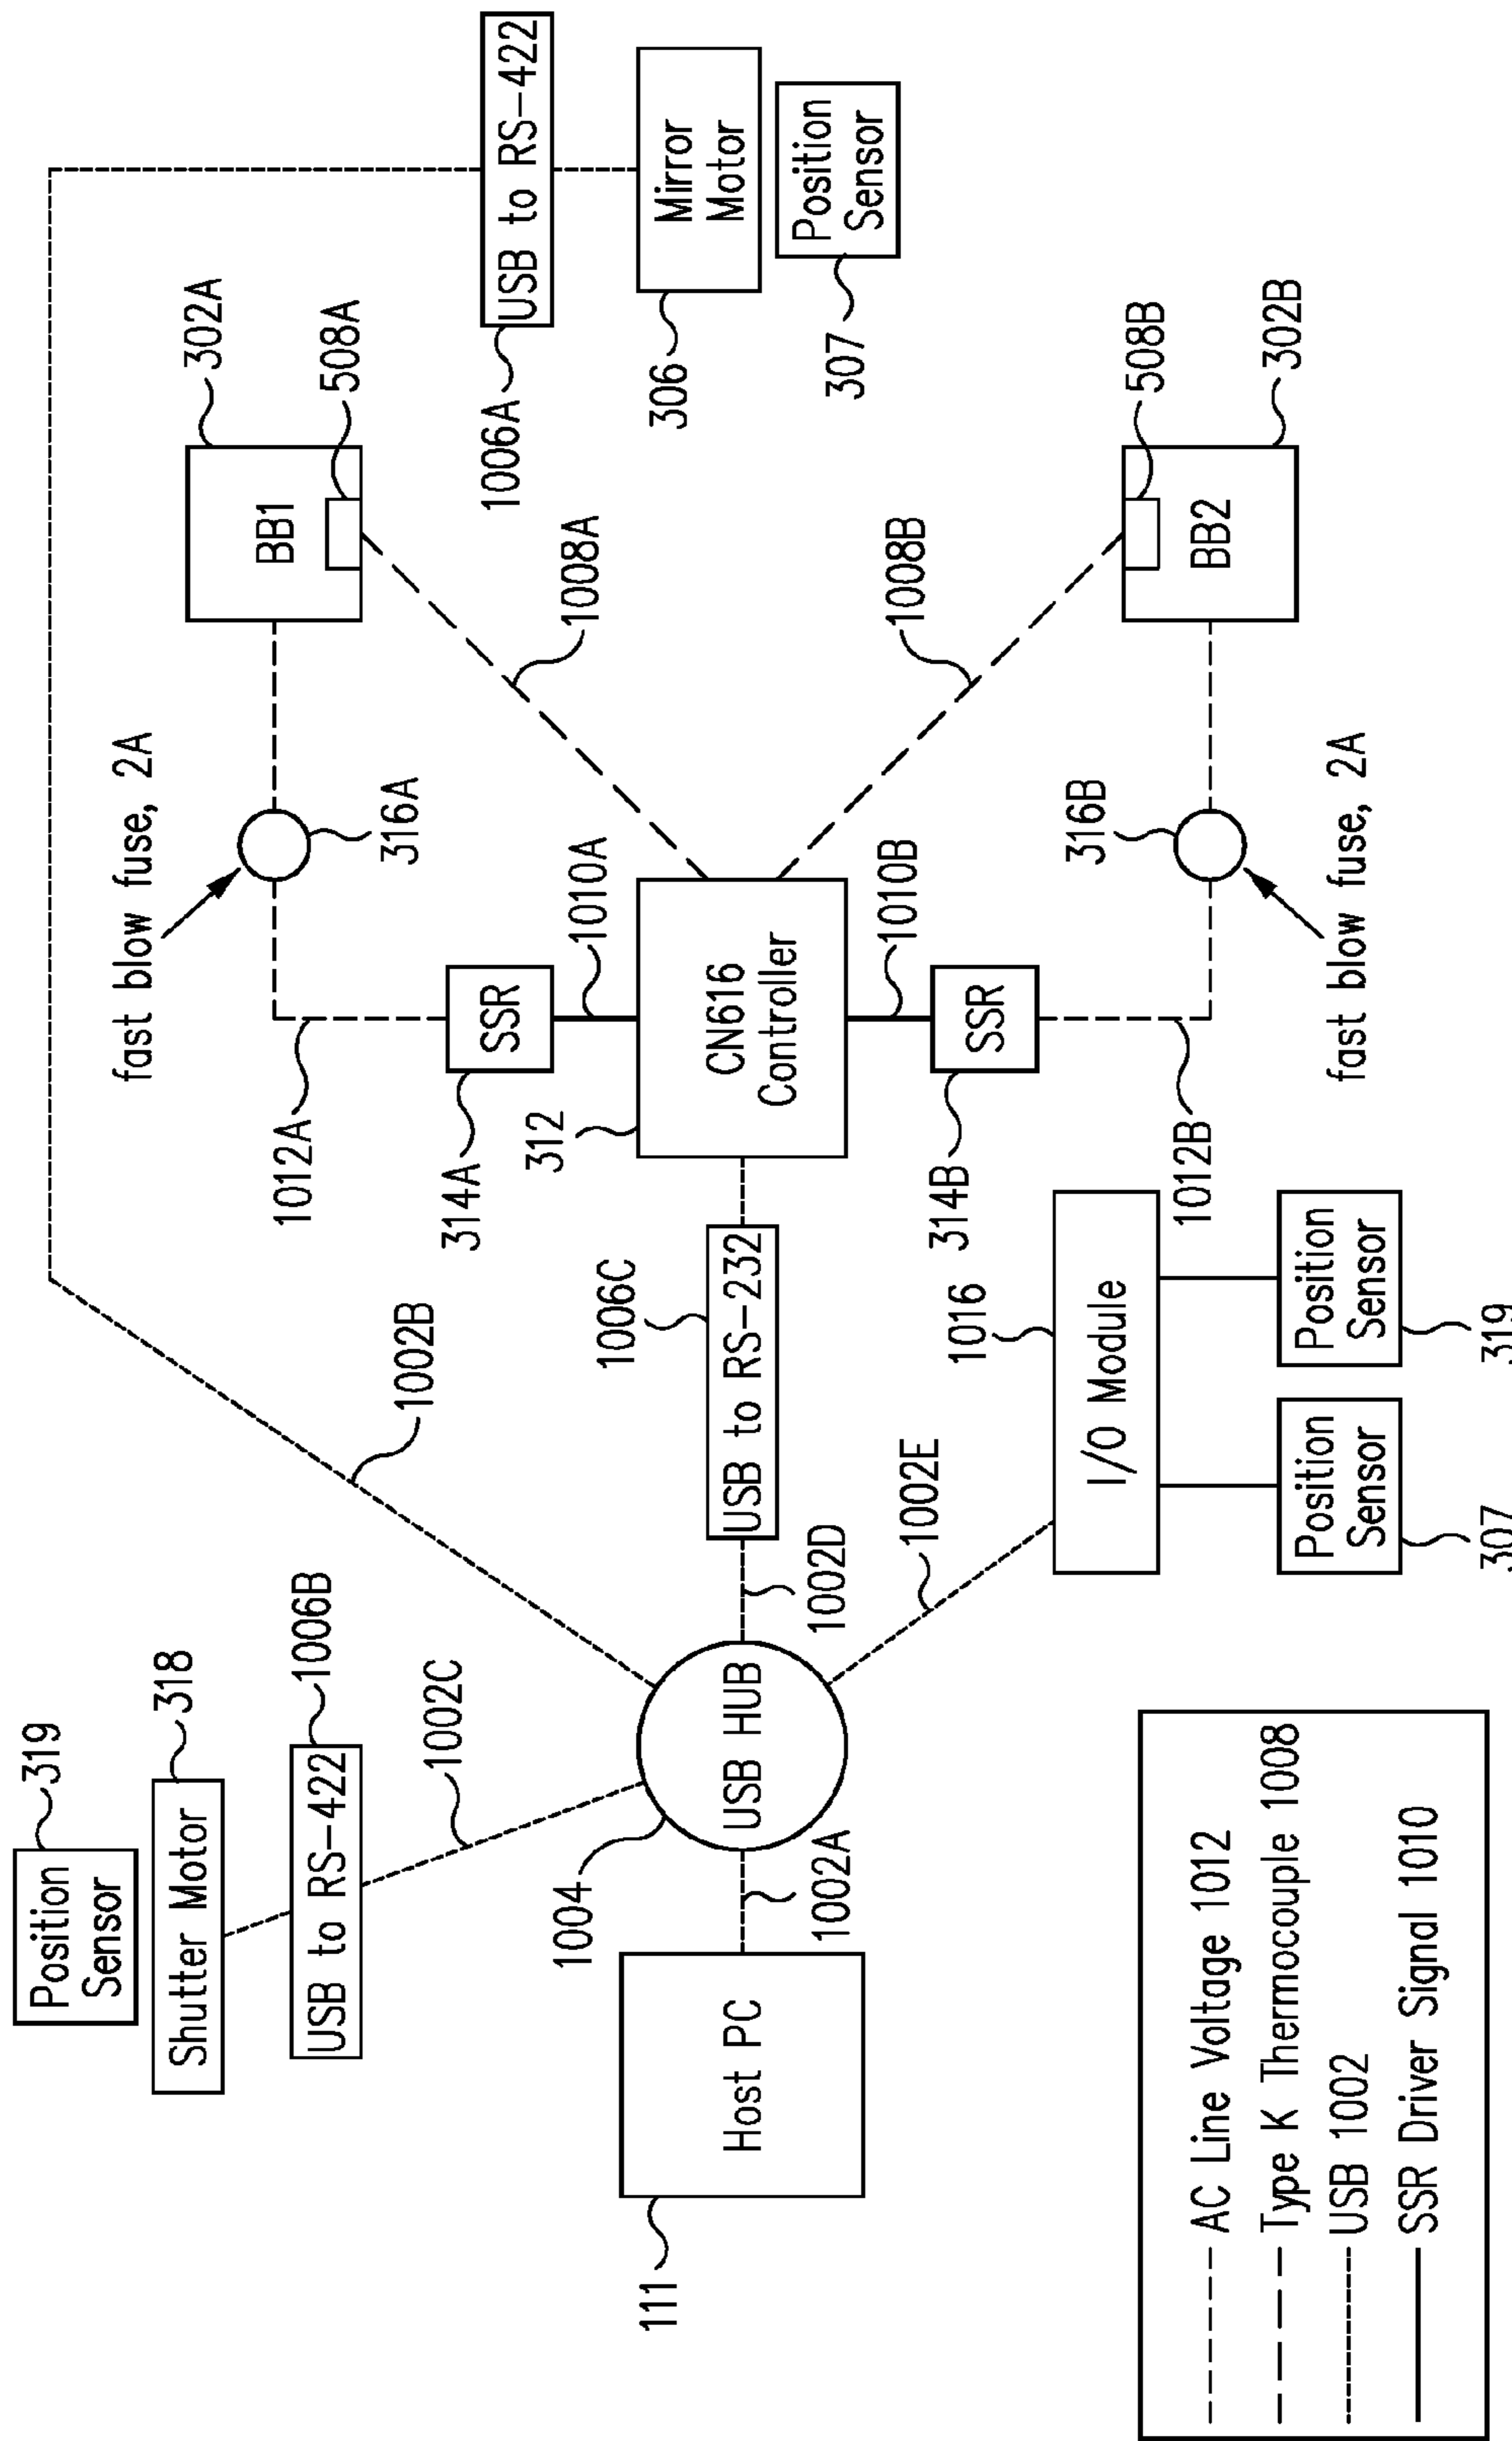 Position
Sensor
319
Shutter Motor
318
USB to RS-422
1006B
1002C
1002B
Host PC
111
1002A
USB HUB
1004
1002D
USB to RS-232
1006C
1002E
I/O Module
1016
Position
Sensor
307
Position
Sensor
319
CN616
Controller
312
1010A
SSR
314A
1012A
1010B
SSR
314B
1012B
fast blow fuse, 2A
316A
316B
fast blow fuse, 2A
1008A
1008B
BB1
302A
508A
BB2
302B
508B
USB to RS-422
1006A
Mirror
Motor
306
Position
Sensor
307
AC Line Voltage 1012
Type K Thermocouple 1008
USB 1002
SSR Driver Signal 1010